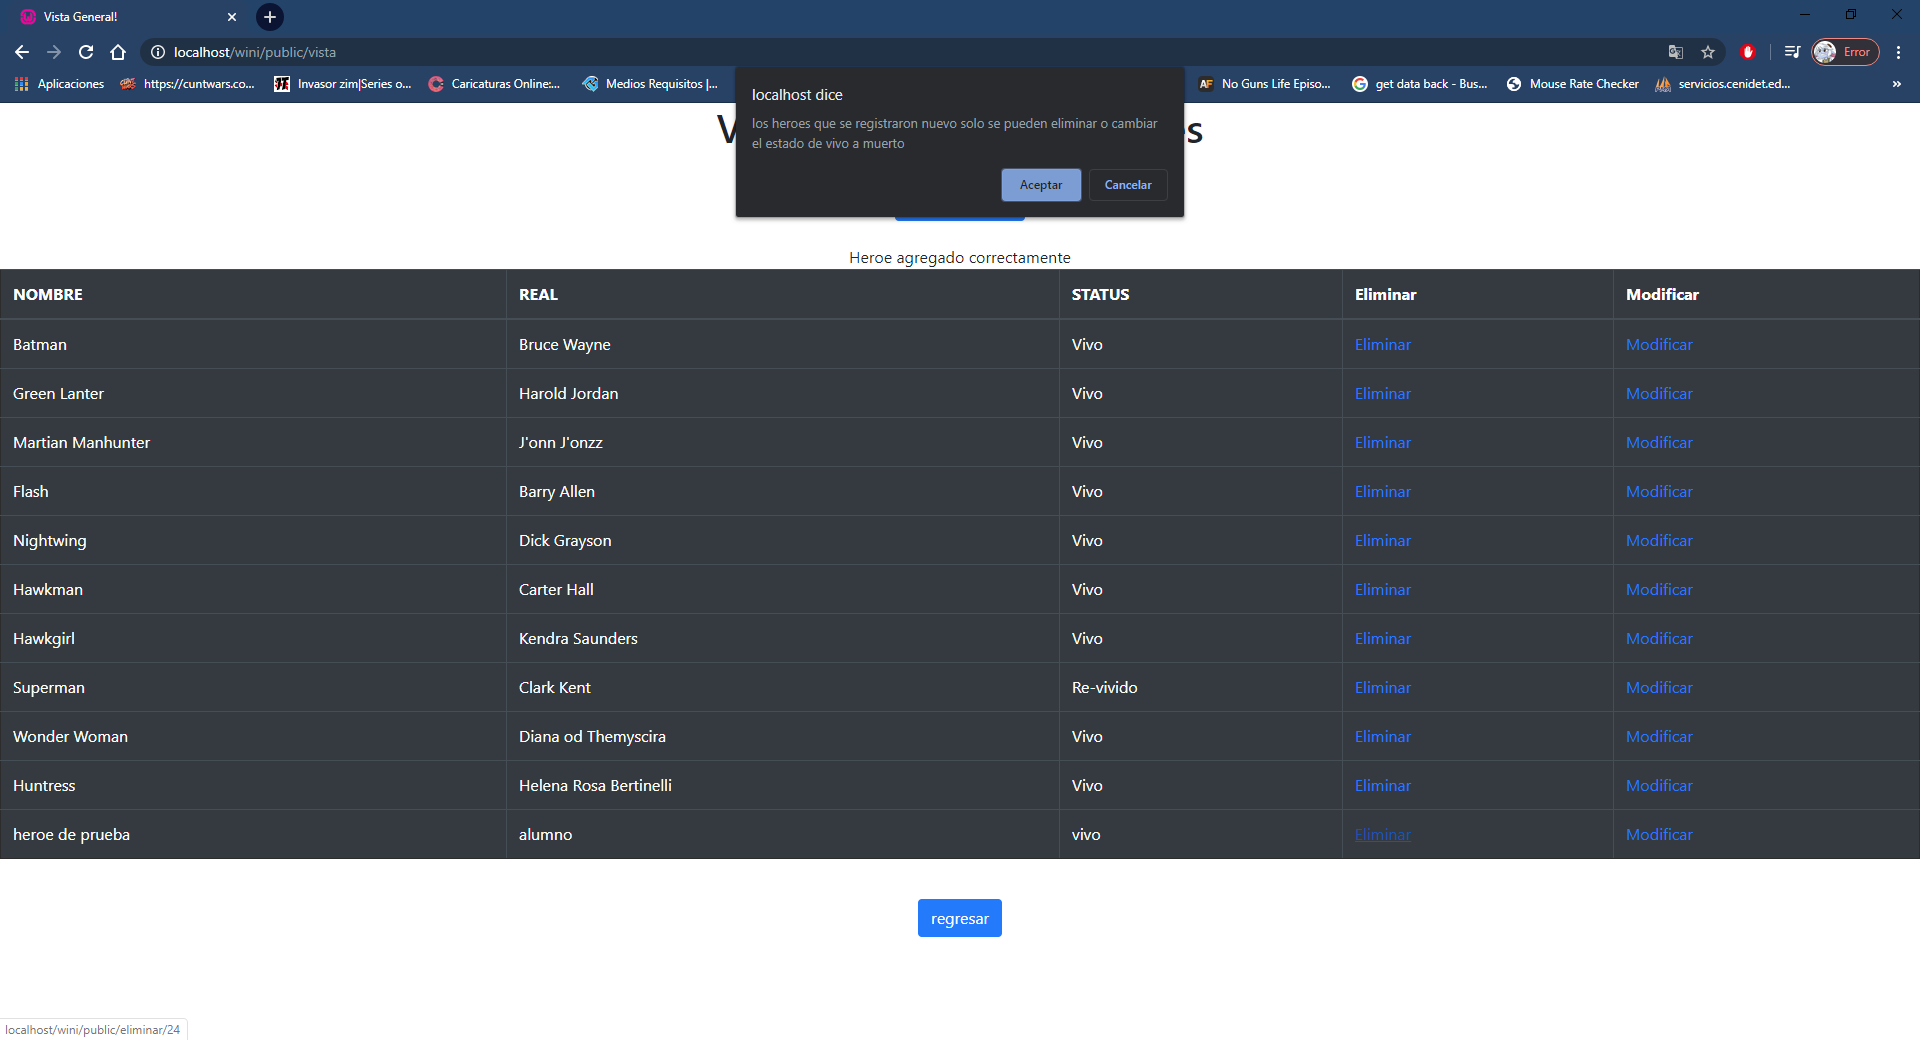 Vista General!
localhost/wini/public/vista
Error
Aplicaciones
https://cuntwars.co...
Invasor zim|Series o...
Caricaturas Online:...
Medios Requisitos |...
AF No Guns Life Episo...
get data back - Bus...
Mouse Rate Checker
servicios.cenidet.ed...
»
localhost dice
los heroes que se registraron nuevo solo se pueden eliminar o cambiar
el estado de vivo a muerto
Aceptar Cancelar
Heroe agregado correctamente
NOMBRE REAL STATUS Eliminar Modificar
Batman Bruce Wayne Vivo Eliminar Modificar
Green Lanter Harold Jordan Vivo Eliminar Modificar
Martian Manhunter J'onn J'onzz Vivo Eliminar Modificar
Flash Barry Allen Vivo Eliminar Modificar
Nightwing Dick Grayson Vivo Eliminar Modificar
Hawkman Carter Hall Vivo Eliminar Modificar
Hawkgirl Kendra Saunders Vivo Eliminar Modificar
Superman Clark Kent Re-vivido Eliminar Modificar
Wonder Woman Diana od Themyscira Vivo Eliminar Modificar
Huntress Helena Rosa Bertinelli Vivo Eliminar Modificar
heroe de prueba alumno vivo Eliminar Modificar
regresar
localhost/wini/public/eliminar/24